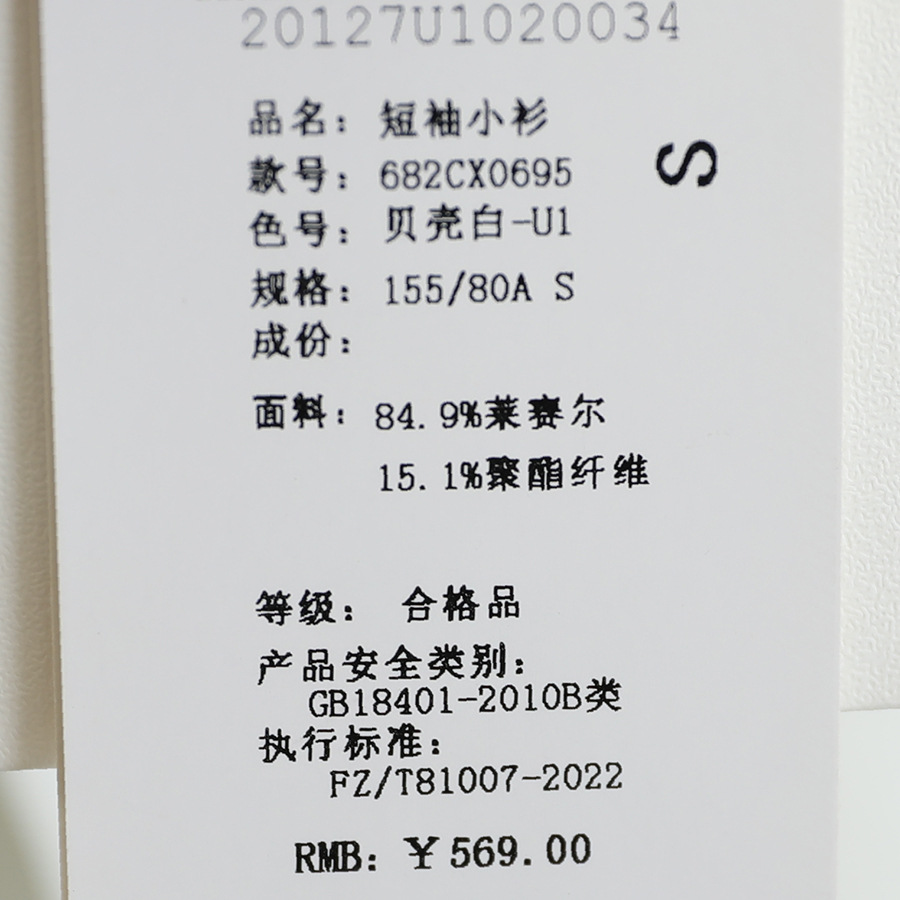 20127U1020034
品名：短袖小衫
S
款号：682CX0695
色号：贝壳白-U1
规格：155/80A S
成份：
面料：84.9%莱赛尔
15.1%聚酯纤维
等级：合格品
产品安全类别：
GB18401-2010B类
执行标准：
FZ/T81007-2022
RMB：￥569.00